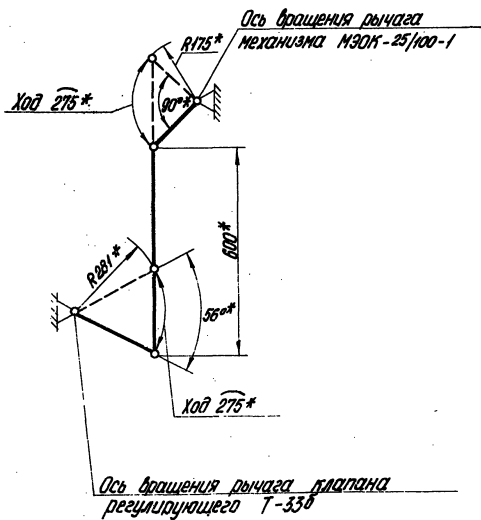 Ось вращения рычага
механизма МЭОК-25/100-1
R175*
Ход 275*
90°*
600*
R281*
56°*
Ход 275*
Ось вращения рычага клапана
регулирующего Т-33б